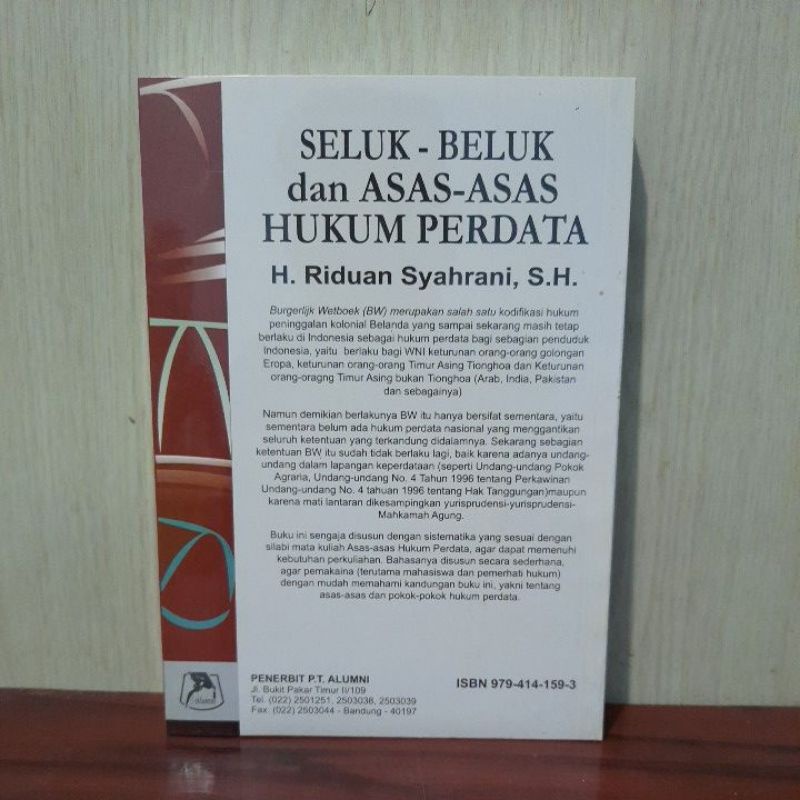 SELUK - BELUK
dan ASAS-ASAS
HUKUM PERDATA
H. Riduan Syahrani, S.H.
Burgerlijk Wetboek (BW) merupakan salah satu kodifikasi hukum
peninggalan kolonial Belanda yang sampai sekarang masih tetap
berlaku di Indonesia sebagai hukum perdata bagi sebagian penduduk
Indonesia, yaitu berlaku bagi WNI keturunan orang-orang golongan
Eropa, keturunan orang-orang Timur Asing Tionghoa dan Keturunan
orang-oragng Timur Asing bukan Tionghoa (Arab, India, Pakistan
dan sebagainya)
Namun demikian berlakunya BW itu hanya bersifat sementara, yaitu
sementara belum ada hukum perdata nasional yang menggantikan
seluruh ketentuan yang terkandung didalamnya. Sekarang sebagian
ketentuan BW itu sudah tidak berlaku lagi, baik karena adanya undang-
undang dalam lapangan keperdataan (seperti Undang-undang Pokok
Agraria, Undang-undang No. 4 Tahun 1996 tentang Perkawinan
Undang-undang No. 4 tahuan 1996 tentang Hak Tanggungan)maupun
karena mati lantaran dikesampingkan yurisprudensi-yurisprudensi-
Mahkamah Agung.
Buku ini sengaja disusun dengan sistematika yang sesuai dengan
silabi mata kuliah Asas-asas Hukum Perdata, agar dapat memenuhi
kebutuhan perkuliahan. Bahasanya disusun secara sederhana,
agar pemakaina (terutama mahasiswa dan pemerhati hukum)
dengan mudah memahami kandungan buku ini, yakni tentang
asas-asas dan pokok-pokok hukum perdata.
PENERBIT P.T. ALUMNI
Jl. Bukit Pakar Timur II/109
Tel. (022) 2501251, 2503038, 2503039
Fax. (022) 2503044 - Bandung - 40197
ISBN 979-414-159-3
alumni